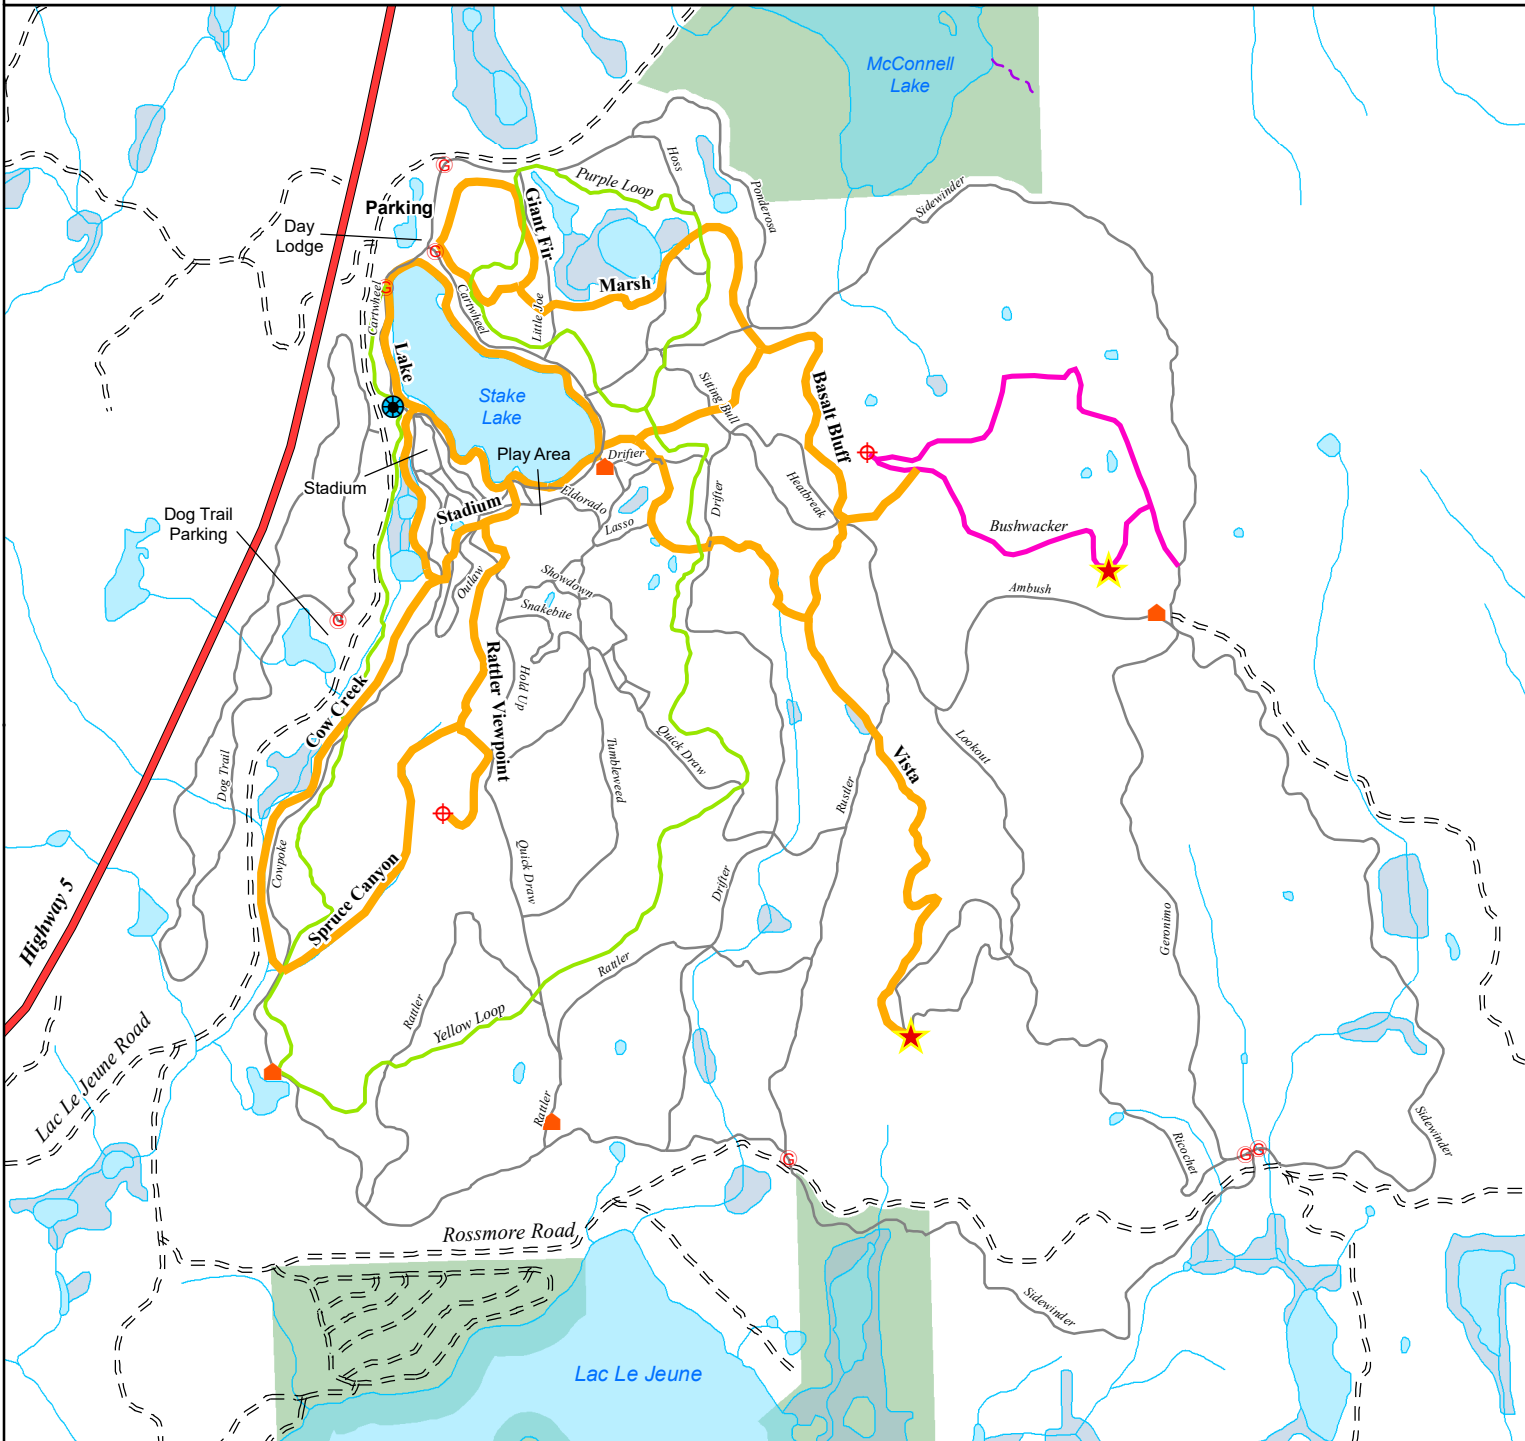 McConnell
Lake
Hoss
Purple Loop
Ponderosa
Sidewinder
Parking
Day
Lodge
Giant Fir
Marsh
Cartwheel
Cartwheel
Little Joe
Lake
Stake
Lake
Sitting Bull
Basalt Bluff
Play Area
Drifter
Stadium
Eldorado
Heatbreak
Drifter
Stadium
Lasso
Dog Trail
Parking
Bushwacker
Outlaw
Showdown
Snakebite
Ambush
Rattler Viewpoint
Hold Up
Cow Creek
Quick Draw
Tumbleweed
Lookout
Vista
Dog Trail
Rustler
Cowpoke
Spruce Canyon
Quick Draw
Drifter
Highway 5
Geronimo
Rattler
Rattler
Yellow Loop
Lac Le Jeune Road
Rattler
Ricochet
Sidewinder
Rossmore Road
Sidewinder
Lac Le Jeune
G
G
G
G
G
G
G